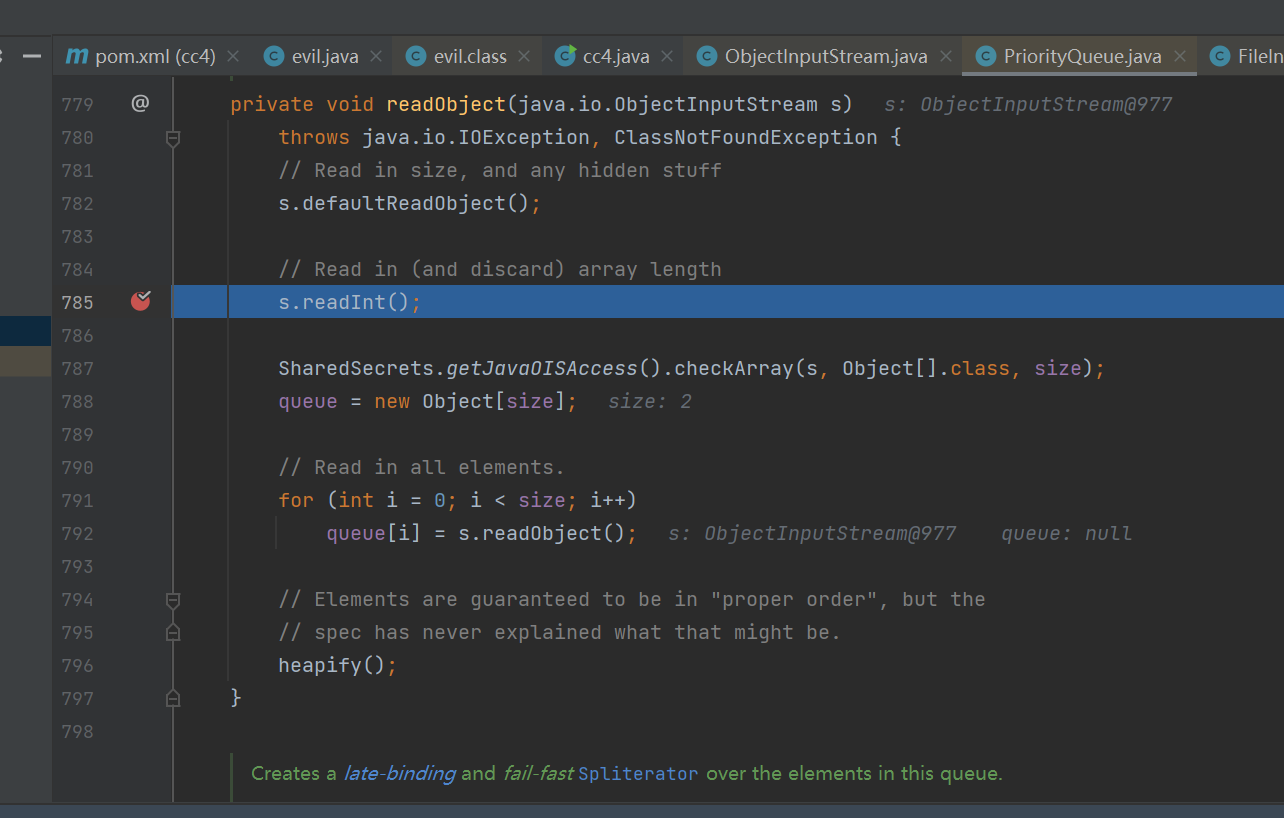 pom.xml (cc4) evil.java evil.class cc4.java ObjectInputStream.java PriorityQueue.java FileIn
779 @ private void readObject(java.io.ObjectInputStream s) s: ObjectInputStream@977
780 throws java.io.IOException, ClassNotFoundException {
781 // Read in size, and any hidden stuff
782 s.defaultReadObject();
783
784 // Read in (and discard) array length
785 s.readInt();
786
787 SharedSecrets.getJavaOISAccess().checkArray(s, Object[].class, size);
788 queue = new Object[size]; size: 2
789
790 // Read in all elements.
791 for (int i = 0; i < size; i++)
792 queue[i] = s.readObject(); s: ObjectInputStream@977 queue: null
793
794 // Elements are guaranteed to be in "proper order", but the
795 // spec has never explained what that might be.
796 heapify();
797 }
798
Creates a late-binding and fail-fast Spliterator over the elements in this queue.